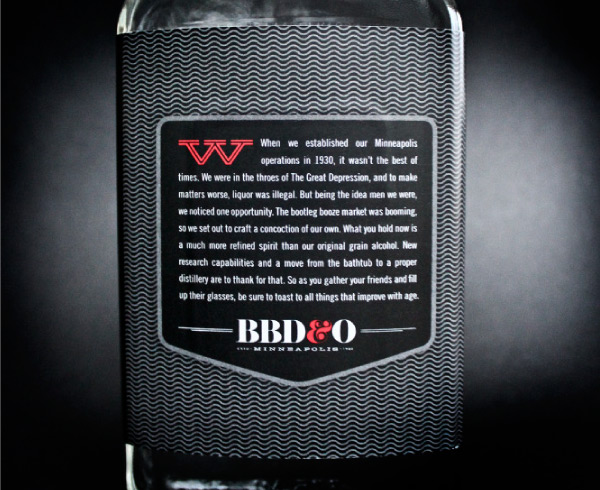 W When we established our Minneapolis
operations in 1930, it wasn't the best of
times. We were in the throes of The Great Depression, and to make
matters worse, liquor was illegal. But being the idea men we were,
we noticed one opportunity. The bootleg booze market was booming,
so we set out to craft a concoction of our own. What you hold now is
a much more refined spirit than our original grain alcohol. New
research capabilities and a move from the bathtub to a proper
distillery are to thank for that. So as you gather your friends and fill
up their glasses, be sure to toast to all things that improve with age.
BBD&O
MINNEAPOLIS